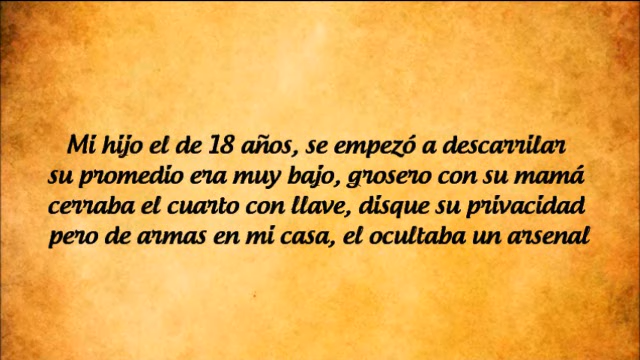 Mi hijo el de 18 años, se empezó a descarrilar
su promedio era muy bajo, grosero con su mamá
cerraba el cuarto con llave, disque su privacidad
pero de armas en mi casa, el ocultaba un arsenal